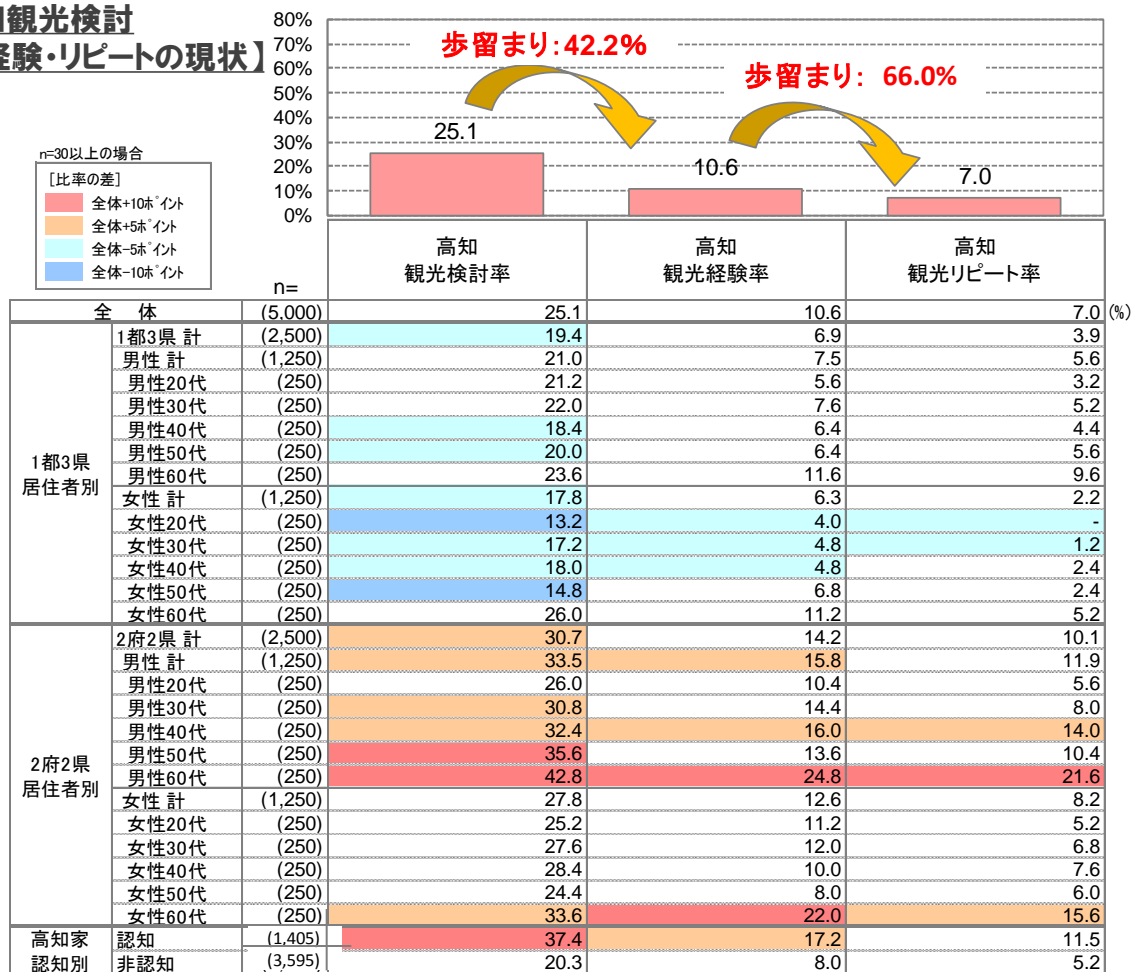 観光検討
験・リピートの現状】
80%
70%
60%
50%
40%
30%
20%
10%
0%
歩留まり:42.2%
歩留まり: 66.0%
25.1
10.6
7.0
n=30以上の場合
[比率の差]
全体+10ポイント
全体+5ポイント
全体-5ポイント
全体-10ポイント
n=
高知
観光検討率
高知
観光経験率
高知
観光リピート率
全 体 (5,000) 25.1 10.6 7.0 (%)
1都3県
居住者別
1都3県 計 (2,500) 19.4 6.9 3.9
男性 計 (1,250) 21.0 7.5 5.6
男性20代 (250) 21.2 5.6 3.2
男性30代 (250) 22.0 7.6 5.2
男性40代 (250) 18.4 6.4 4.4
男性50代 (250) 20.0 6.4 5.6
男性60代 (250) 23.6 11.6 9.6
女性 計 (1,250) 17.8 6.3 2.2
女性20代 (250) 13.2 4.0 -
女性30代 (250) 17.2 4.8 1.2
女性40代 (250) 18.0 4.8 2.4
女性50代 (250) 14.8 6.8 2.4
女性60代 (250) 26.0 11.2 5.2
2府2県
居住者別
2府2県 計 (2,500) 30.7 14.2 10.1
男性 計 (1,250) 33.5 15.8 11.9
男性20代 (250) 26.0 10.4 5.6
男性30代 (250) 30.8 14.4 8.0
男性40代 (250) 32.4 16.0 14.0
男性50代 (250) 35.6 13.6 10.4
男性60代 (250) 42.8 24.8 21.6
女性 計 (1,250) 27.8 12.6 8.2
女性20代 (250) 25.2 11.2 5.2
女性30代 (250) 27.6 12.0 6.8
女性40代 (250) 28.4 10.0 7.6
女性50代 (250) 24.4 8.0 6.0
女性60代 (250) 33.6 22.0 15.6
高知家
認知別
認知 (1,405) 37.4 17.2 11.5
非認知 (3,595) 20.3 8.0 5.2